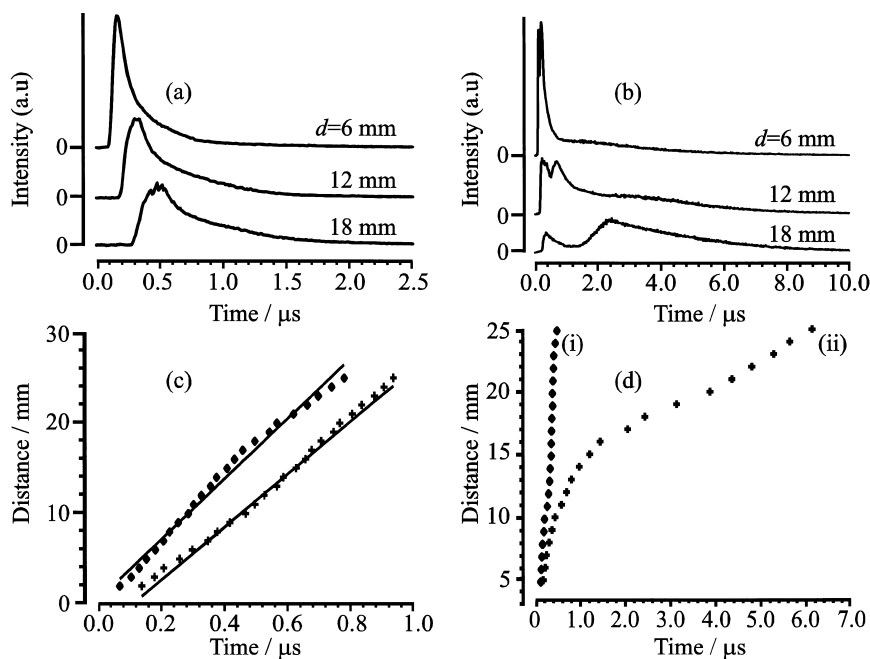 Intensity (a.u)
(a)
d=6 mm
12 mm
18 mm
0
0
0
0.0 0.5 1.0 1.5 2.0 2.5
Time / μs
Intensity (a.u)
(b)
d=6 mm
12 mm
18 mm
0
0
0
0.0 2.0 4.0 6.0 8.0 10.0
Time / μs
Distance / mm
(c)
30
20
10
0
0.0 0.2 0.4 0.6 0.8 1.0
Time / μs
Distance / mm
(i)
(ii)
(d)
25
20
15
10
5
0 1.0 2.0 3.0 4.0 5.0 6.0 7.0
Time / μs